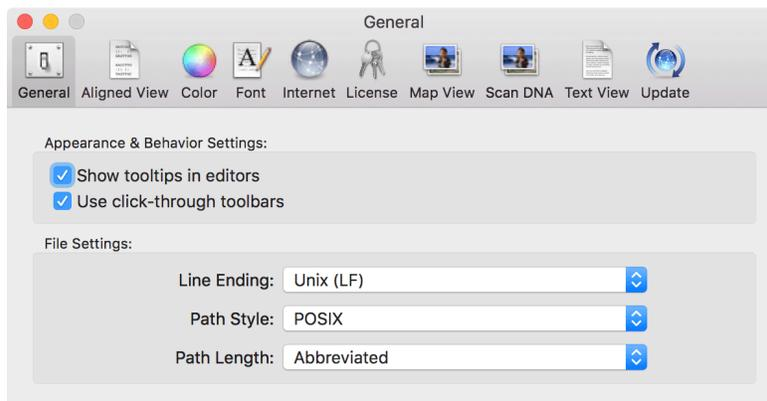 General
General Aligned View Color Font Internet License Map View Scan DNA Text View Update
Appearance & Behavior Settings:
Show tooltips in editors
Use click-through toolbars
File Settings:
Line Ending: Unix (LF)
Path Style: POSIX
Path Length: Abbreviated